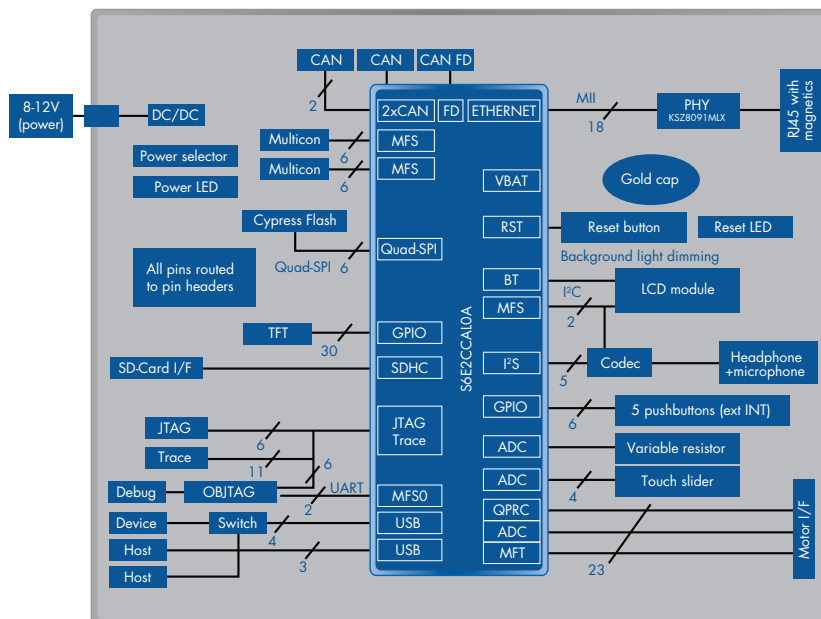 CAN
CAN
CAN FD
2
8-12V
(power)
DC/DC
2xCAN
FD
ETHERNET
MII
18
PHY
KSZ8091MLX
RJ45 with
magnetics
Multicon
6
MFS
Power selector
Multicon
6
MFS
Power LED
VBAT
Gold cap
Cypress Flash
RST
Reset button
Reset LED
Quad-SPI
6
Quad-SPI
Background light dimming
All pins routed
to pin headers
BT
I²C
2
LCD module
MFS
S6E2CCAL0A
TFT
30
GPIO
SD-Card I/F
SDHC
I²S
5
Codec
Headphone
+microphone
GPIO
6
5 pushbuttons (ext INT)
JTAG
6
JTAG
Trace
Trace
11
6
ADC
Variable resistor
ADC
4
Touch slider
Debug
OBJTAG
2
UART
MFS0
QPRC
Device
Switch
4
USB
ADC
Host
3
USB
MFT
23
Motor I/F
Host